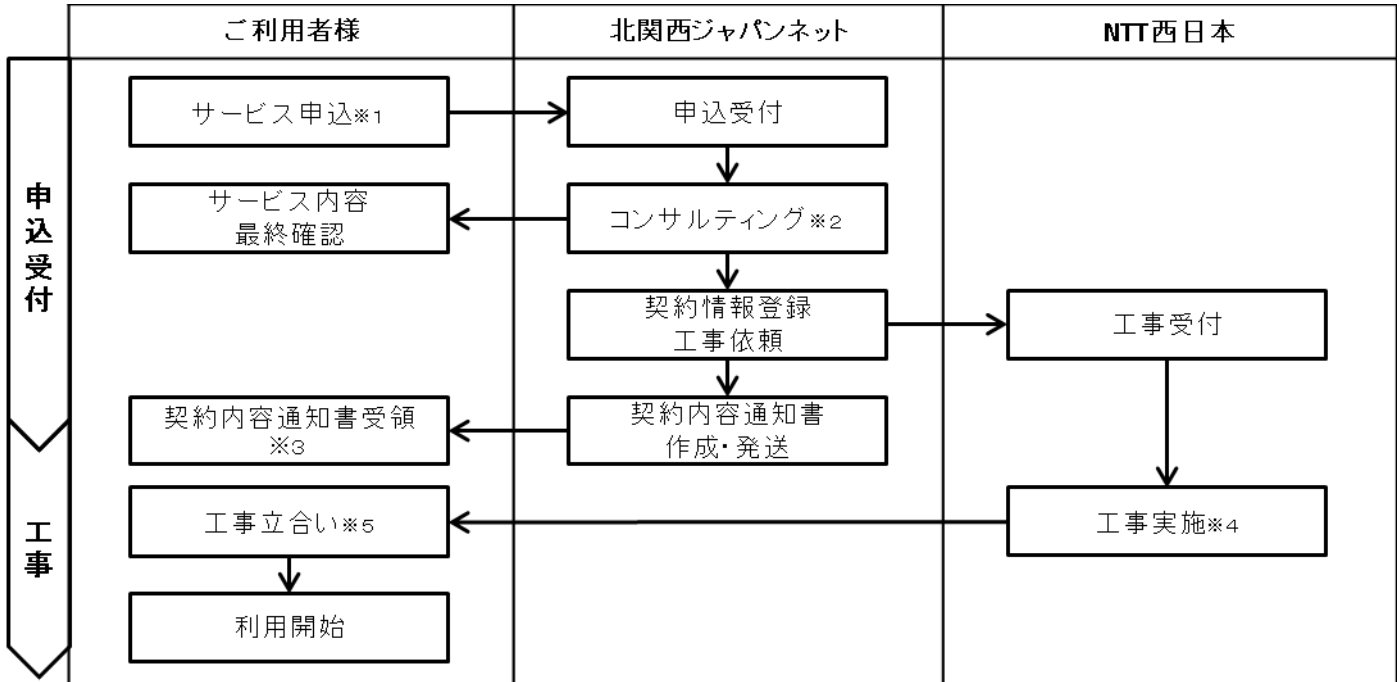 ご利用者様
北関西ジャパンネット
NTT西日本
申込受付
サービス申込※1
申込受付
サービス内容
最終確認
コンサルティング※2
契約情報登録
工事依頼
工事受付
契約内容通知書受領
※3
契約内容通知書
作成・発送
工事
工事立合い※5
工事実施※4
利用開始